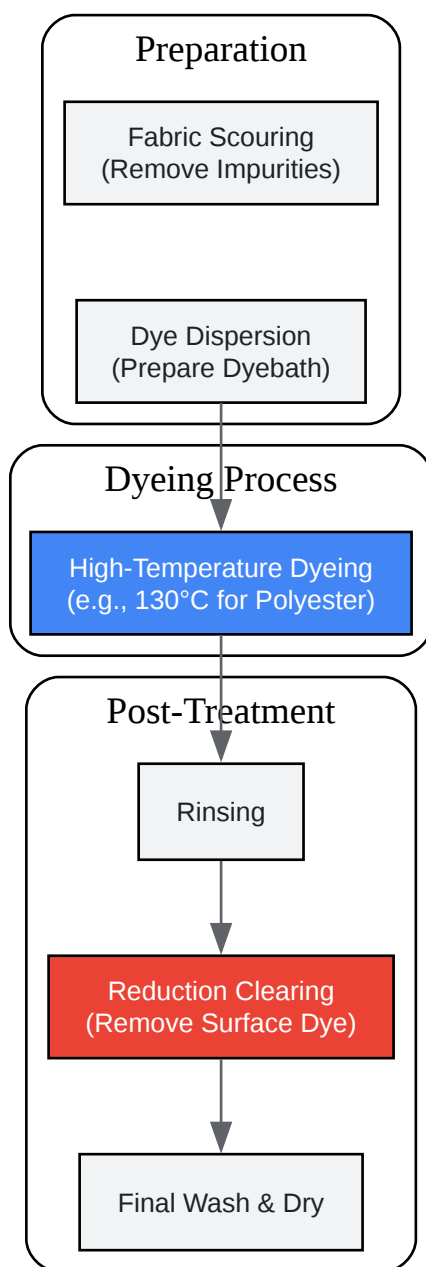 Preparation
Fabric Scouring
(Remove Impurities)
Dye Dispersion
(Prepare Dyebath)
Dyeing Process
High-Temperature Dyeing
(e.g., 130°C for Polyester)
Post-Treatment
Rinsing
Reduction Clearing
(Remove Surface Dye)
Final Wash & Dry